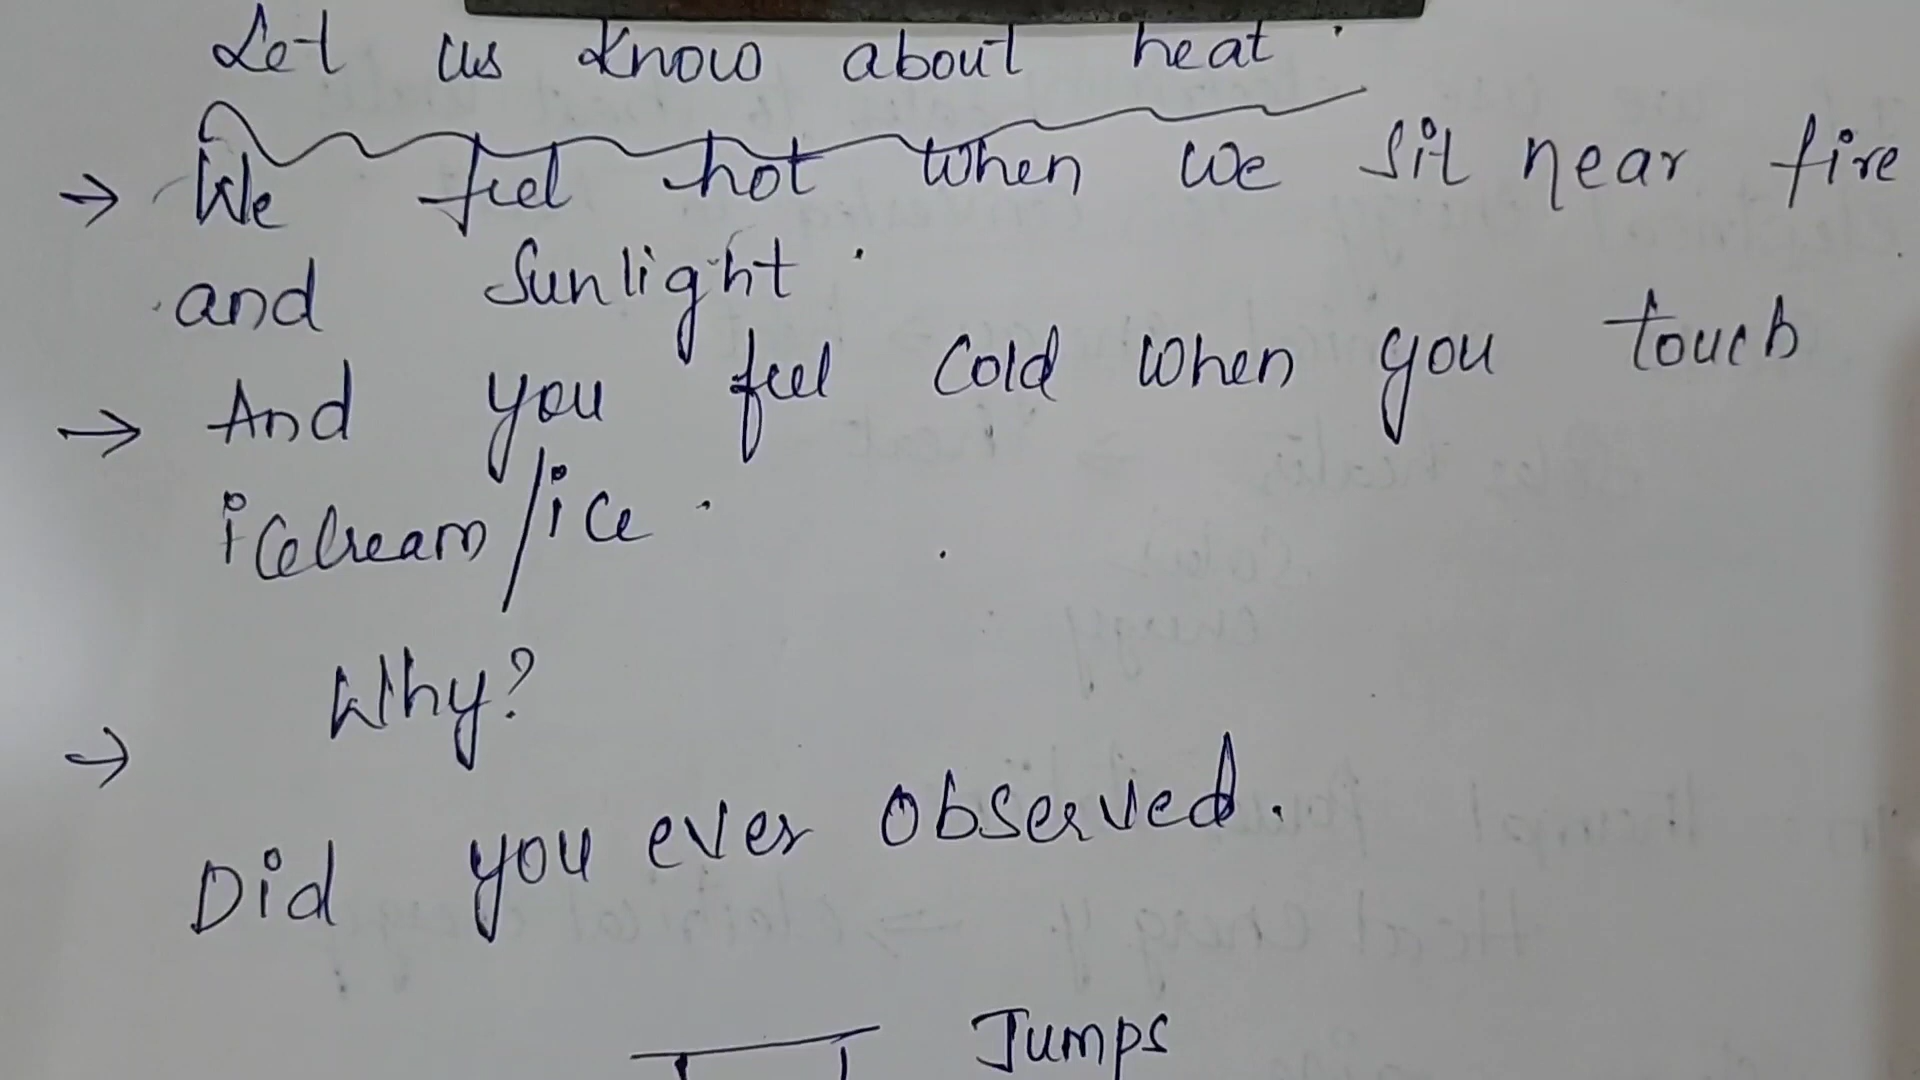 Let us know about heat.
→ We feel hot when we sit near fire
and sunlight.
→ And you feel cold when you touch
icecream/ice.
Why?
→
Did you ever observed.
Jumps